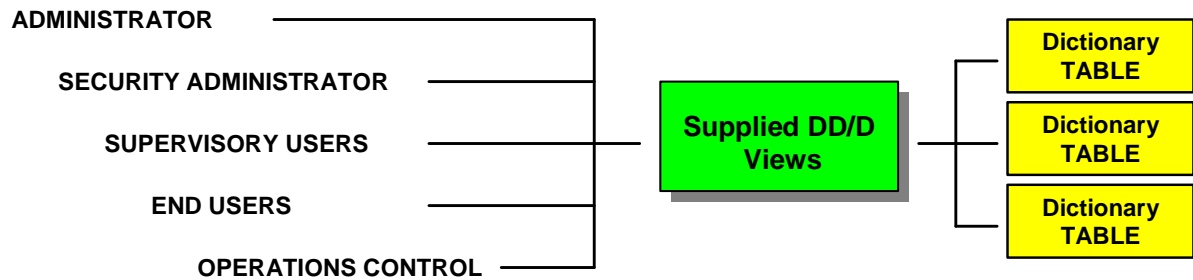 ADMINISTRATOR
SECURITY ADMINISTRATOR
SUPERVISORY USERS
END USERS
OPERATIONS CONTROL
Supplied DD/D
Views
Dictionary
TABLE
Dictionary
TABLE
Dictionary
TABLE